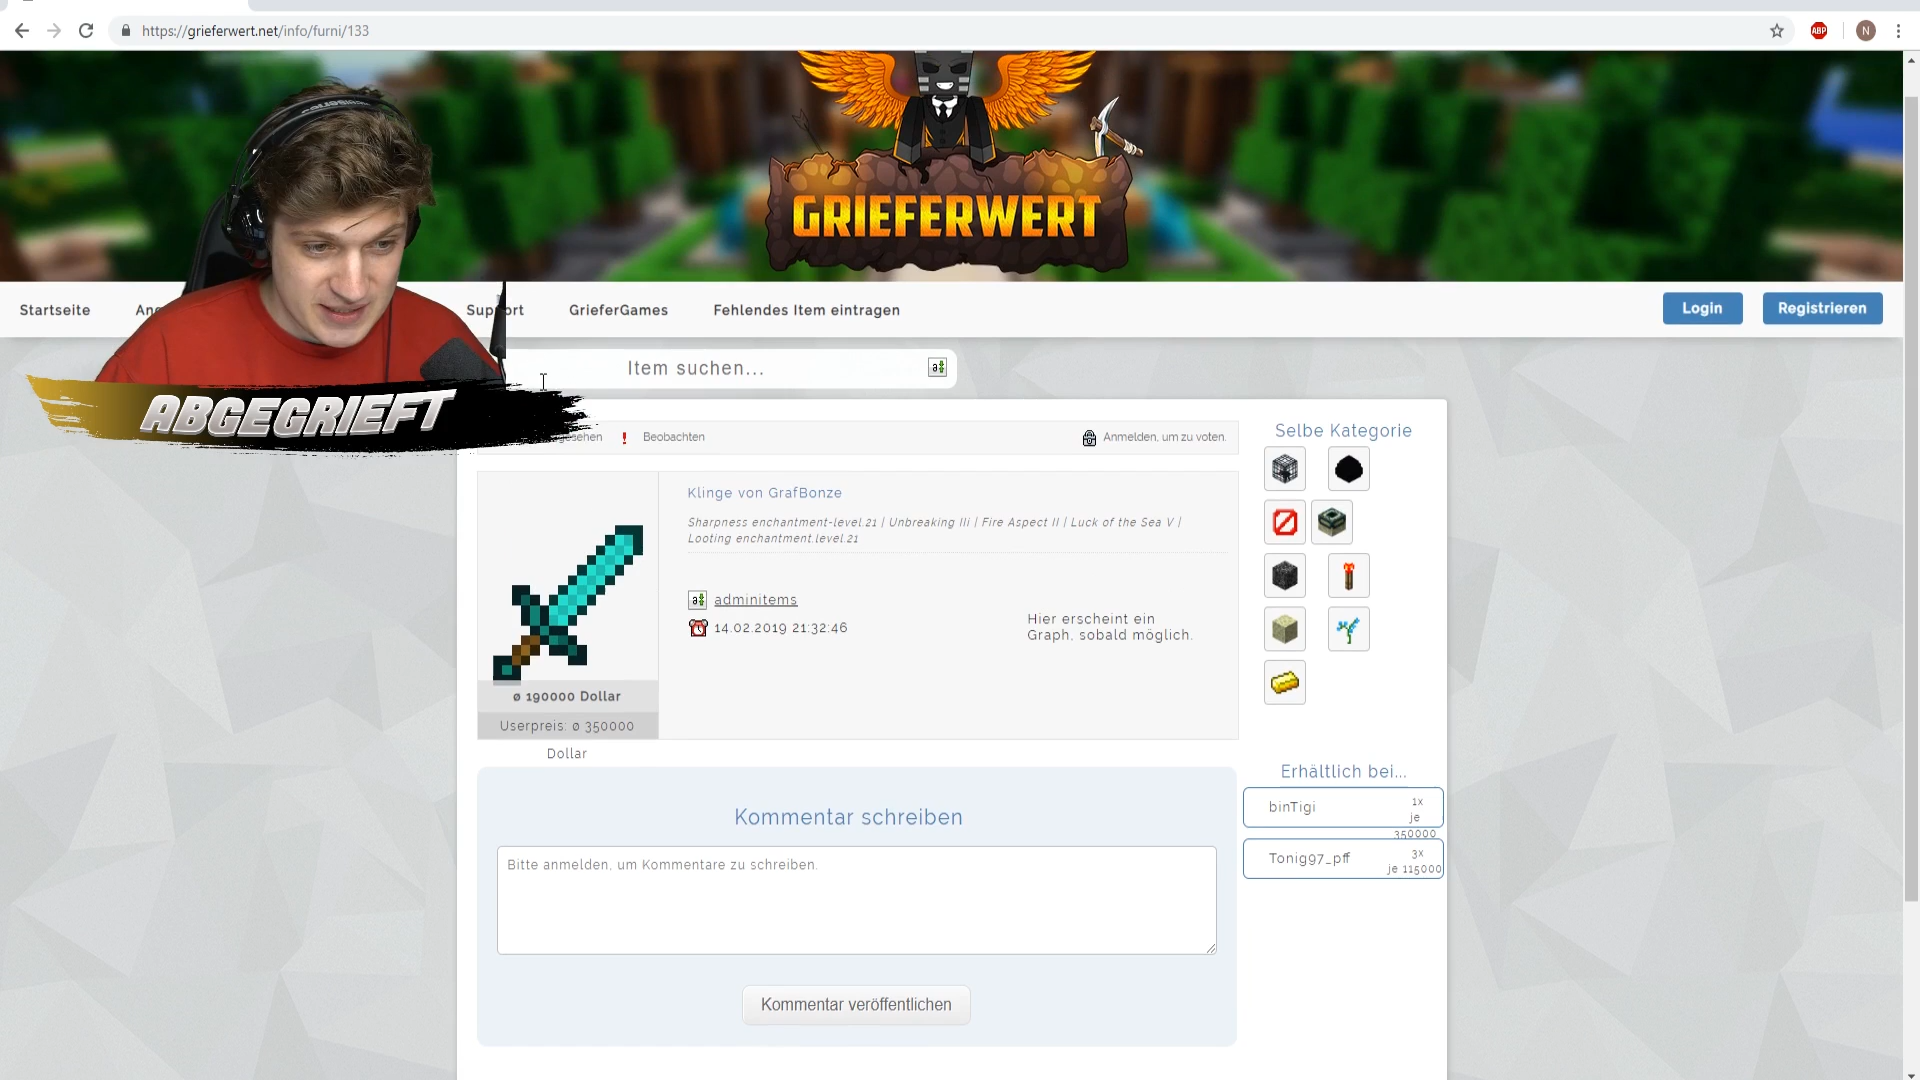 https://grieferwert.net/info/furni/133
ABP
N
GRIEFERWERT
Startseite
Support
GrieferGames
Fehlendes Item eintragen
Login
Registrieren
Item suchen...
ABGEGRIEFT
Beobachten
Anmelden, um zu voten.
Selbe Kategorie
Klinge von GrafBonze
Sharpness enchantment-level.21 | Unbreaking IIi | Fire Aspect II | Luck of the Sea V |
Looting enchantment.level.21
adminitems
14.02.2019 21:32:46
Hier erscheint ein
Graph, sobald möglich.
ø 190000 Dollar
Userpreis: ø 350000
Dollar
Erhältlich bei...
binTigi
1x
je
350000
Tonig97_pff
3x
je 115000
Kommentar schreiben
Bitte anmelden, um Kommentare zu schreiben.
Kommentar veröffentlichen